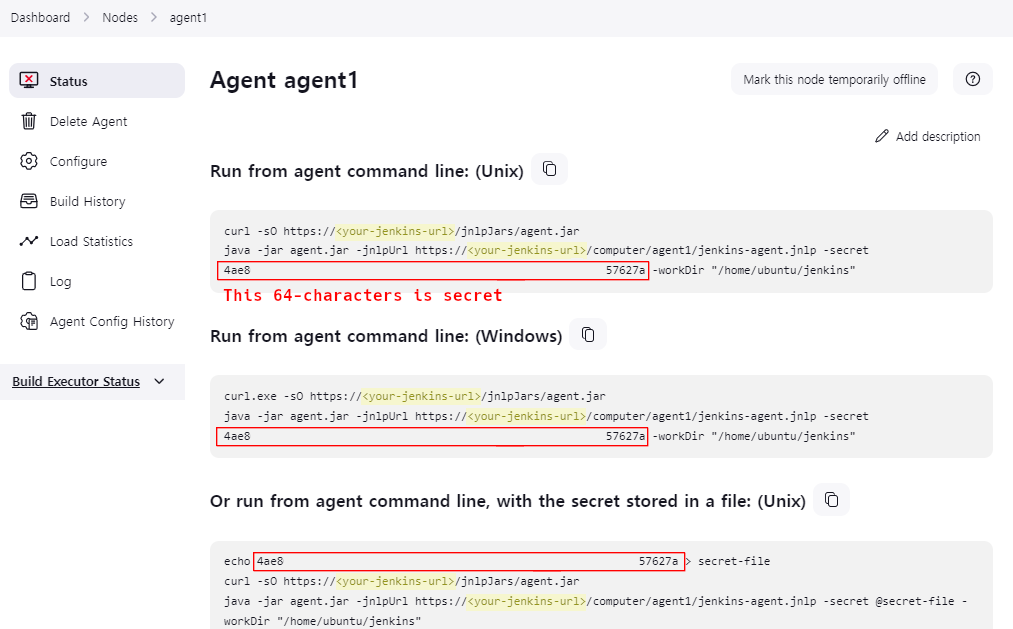 Dashboard > Nodes > agent1
Status
Delete Agent
Configure
Build History
Load Statistics
Log
Agent Config History
Build Executor Status
Agent agent1
Mark this node temporarily offline
Add description
Run from agent command line: (Unix)
curl -sO https://<your-jenkins-url>/jnlpJars/agent.jar
java -jar agent.jar -jnlpUrl https://<your-jenkins-url>/computer/agent1/jenkins-agent.jnlp -secret
4ae8 57627a -workDir "/home/ubuntu/jenkins"
This 64-characters is secret
Run from agent command line: (Windows)
curl.exe -sO https://<your-jenkins-url>/jnlpJars/agent.jar
java -jar agent.jar -jnlpUrl https://<your-jenkins-url>/computer/agent1/jenkins-agent.jnlp -secret
4ae8 57627a -workDir "/home/ubuntu/jenkins"
Or run from agent command line, with the secret stored in a file: (Unix)
echo 4ae8 57627a > secret-file
curl -sO https://<your-jenkins-url>/jnlpJars/agent.jar
java -jar agent.jar -jnlpUrl https://<your-jenkins-url>/computer/agent1/jenkins-agent.jnlp -secret @secret-file -
workDir "/home/ubuntu/jenkins"